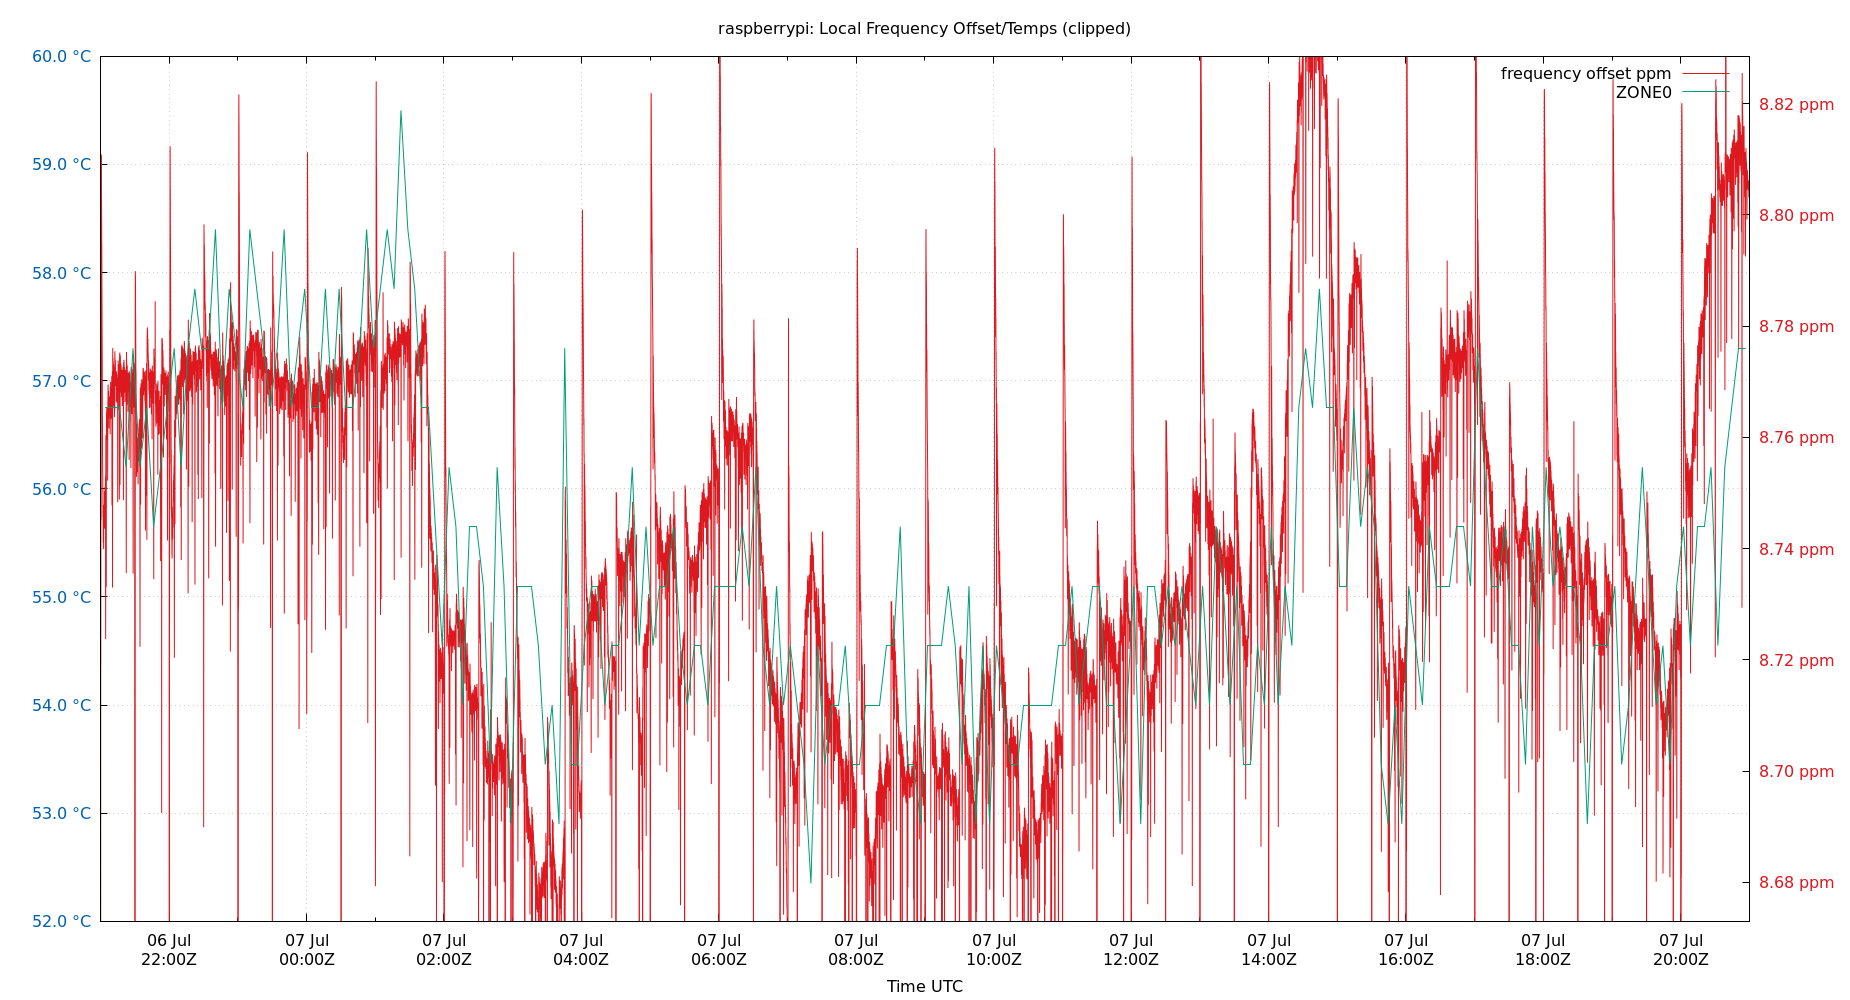 raspberrypi: Local Frequency Offset/Temps (clipped)
60.0 °C
59.0 °C
58.0 °C
57.0 °C
56.0 °C
55.0 °C
54.0 °C
53.0 °C
52.0 °C
frequency offset ppm
ZONE0
8.82 ppm
8.80 ppm
8.78 ppm
8.76 ppm
8.74 ppm
8.72 ppm
8.70 ppm
8.68 ppm
06 Jul 07 Jul 07 Jul 07 Jul 07 Jul 07 Jul 07 Jul 07 Jul 07 Jul 07 Jul 07 Jul 07 Jul
22:00Z 00:00Z 02:00Z 04:00Z 06:00Z 08:00Z 10:00Z 12:00Z 14:00Z 16:00Z 18:00Z 20:00Z
Time UTC